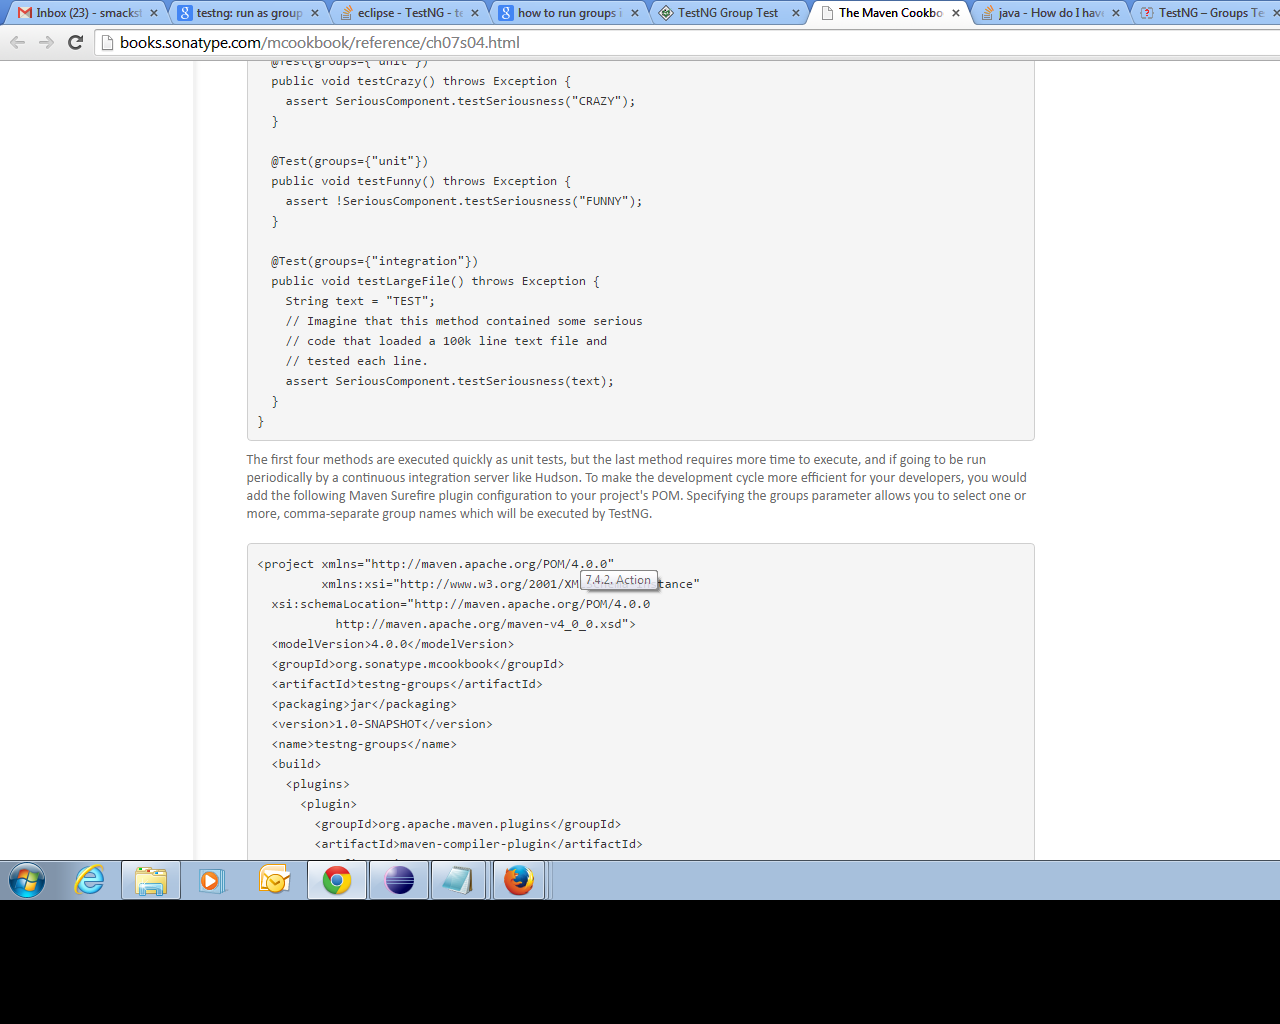 Inbox (23) - smackst
testng: run as group
eclipse - TestNG - te
how to run groups i
TestNG Group Test
The Maven Cookbo
java - How do I have
TestNG – Groups Te
books.sonatype.com/mcookbook/reference/ch07s04.html
@Test(groups={"unit"})
public void testCrazy() throws Exception {
assert SeriousComponent.testSeriousness("CRAZY");
}
@Test(groups={"unit"})
public void testFunny() throws Exception {
assert !SeriousComponent.testSeriousness("FUNNY");
}
@Test(groups={"integration"})
public void testLargeFile() throws Exception {
String text = "TEST";
// Imagine that this method contained some serious
// code that loaded a 100k line text file and
// tested each line.
assert SeriousComponent.testSeriousness(text);
}
}
The first four methods are executed quickly as unit tests, but the last method requires more time to execute, and if going to be run
periodically by a continuous integration server like Hudson. To make the development cycle more efficient for your developers, you would
add the following Maven Surefire plugin configuration to your project's POM. Specifying the groups parameter allows you to select one or
more, comma-separate group names which will be executed by TestNG.
<project xmlns="http://maven.apache.org/POM/4.0.0"
xmlns:xsi="http://www.w3.org/2001/XM tance"
7.4.2. Action
xsi:schemaLocation="http://maven.apache.org/POM/4.0.0
http://maven.apache.org/maven-v4_0_0.xsd">
<modelVersion>4.0.0</modelVersion>
<groupId>org.sonatype.mcookbook</groupId>
<artifactId>testng-groups</artifactId>
<packaging>jar</packaging>
<version>1.0-SNAPSHOT</version>
<name>testng-groups</name>
<build>
<plugins>
<plugin>
<groupId>org.apache.maven.plugins</groupId>
<artifactId>maven-compiler-plugin</artifactId>